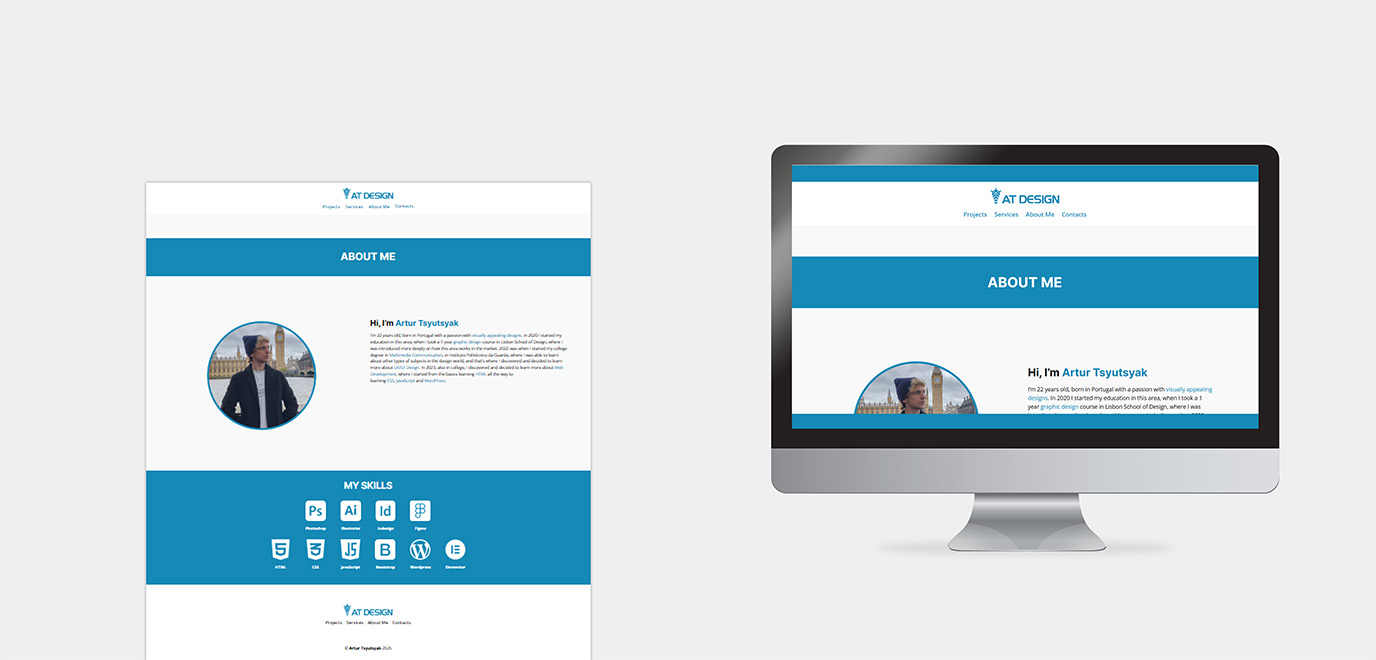 AT DESIGN
Projects Services About Me Contacts
ABOUT ME
Hi, I'm Artur Tsyutsyak
I'm 22 years old, born in Portugal with a passion with visually appealing designs. In 2020 I started my
education in this area, when I took a 1 year graphic design course in Lisbon School of Design, where I
was introduced more deeply on how this area works in the market. 2022 was when I started my college
degree in Multimedia Communication, in Instituto Politécnico da Guarda, where I was able to learn
about other types of subjects in the design world, and that's where I discovered and decided to learn
more about UX/UI Design. In 2023, also in college, I discovered and decided to learn more about Web
Development, where I started from the basics learning HTML all the way to
learning CSS, JavaScript and WordPress.
MY SKILLS
Ps Ai Id
Photoshop Illustrator Indesign Figma
5 3 JS B W E
HTML CSS JavaScript Bootstrap Wordpress Elementor
AT DESIGN
Projects Services About Me Contacts
© Artur Tsyutsyak 2025
AT DESIGN
Projects Services About Me Contacts
ABOUT ME
Hi, I'm Artur Tsyutsyak
I'm 22 years old, born in Portugal with a passion with visually appealing
designs. In 2020 I started my education in this area, when I took a 1
year graphic design course in Lisbon School of Design, where I was